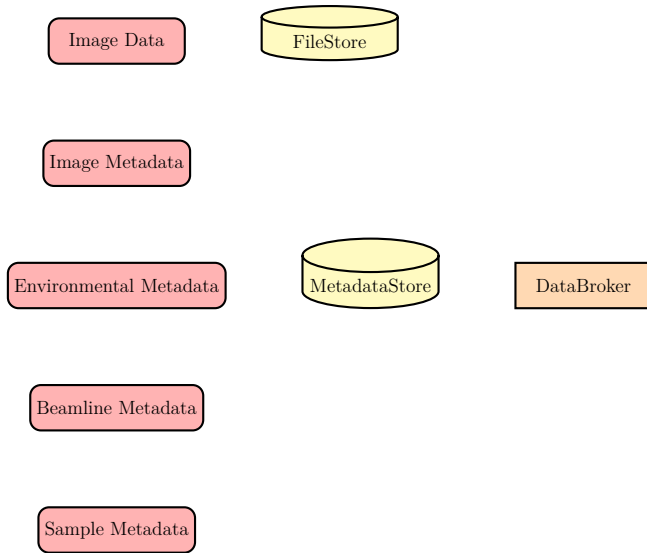 Image Data
FileStore
Image Metadata
Environmental Metadata
MetadataStore
DataBroker
Beamline Metadata
Sample Metadata